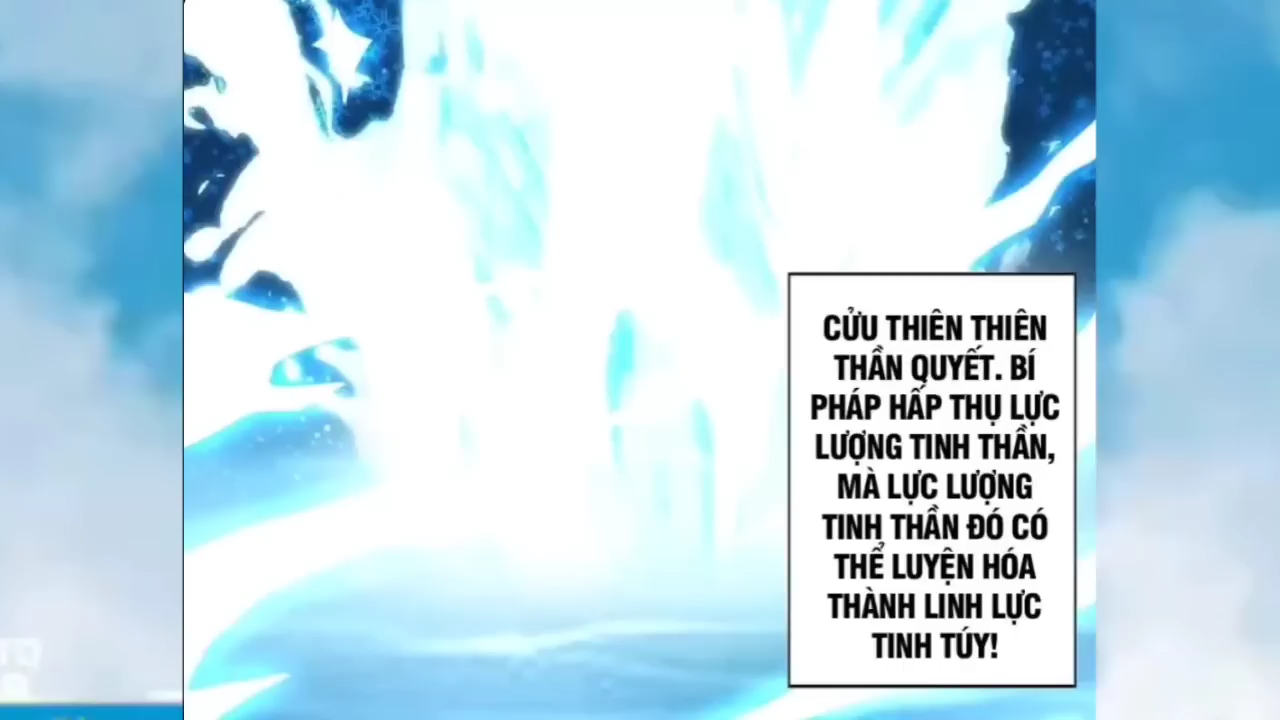 CỬU THIÊN THIÊN
THẦN QUYẾT. BÍ
PHÁP HẤP THỤ LỰC
LƯỢNG TINH THẦN,
MÀ LỰC LƯỢNG
TINH THẦN ĐÓ CÓ
THỂ LUYỆN HÓA
THÀNH LINH LỰC
TINH TÚY!